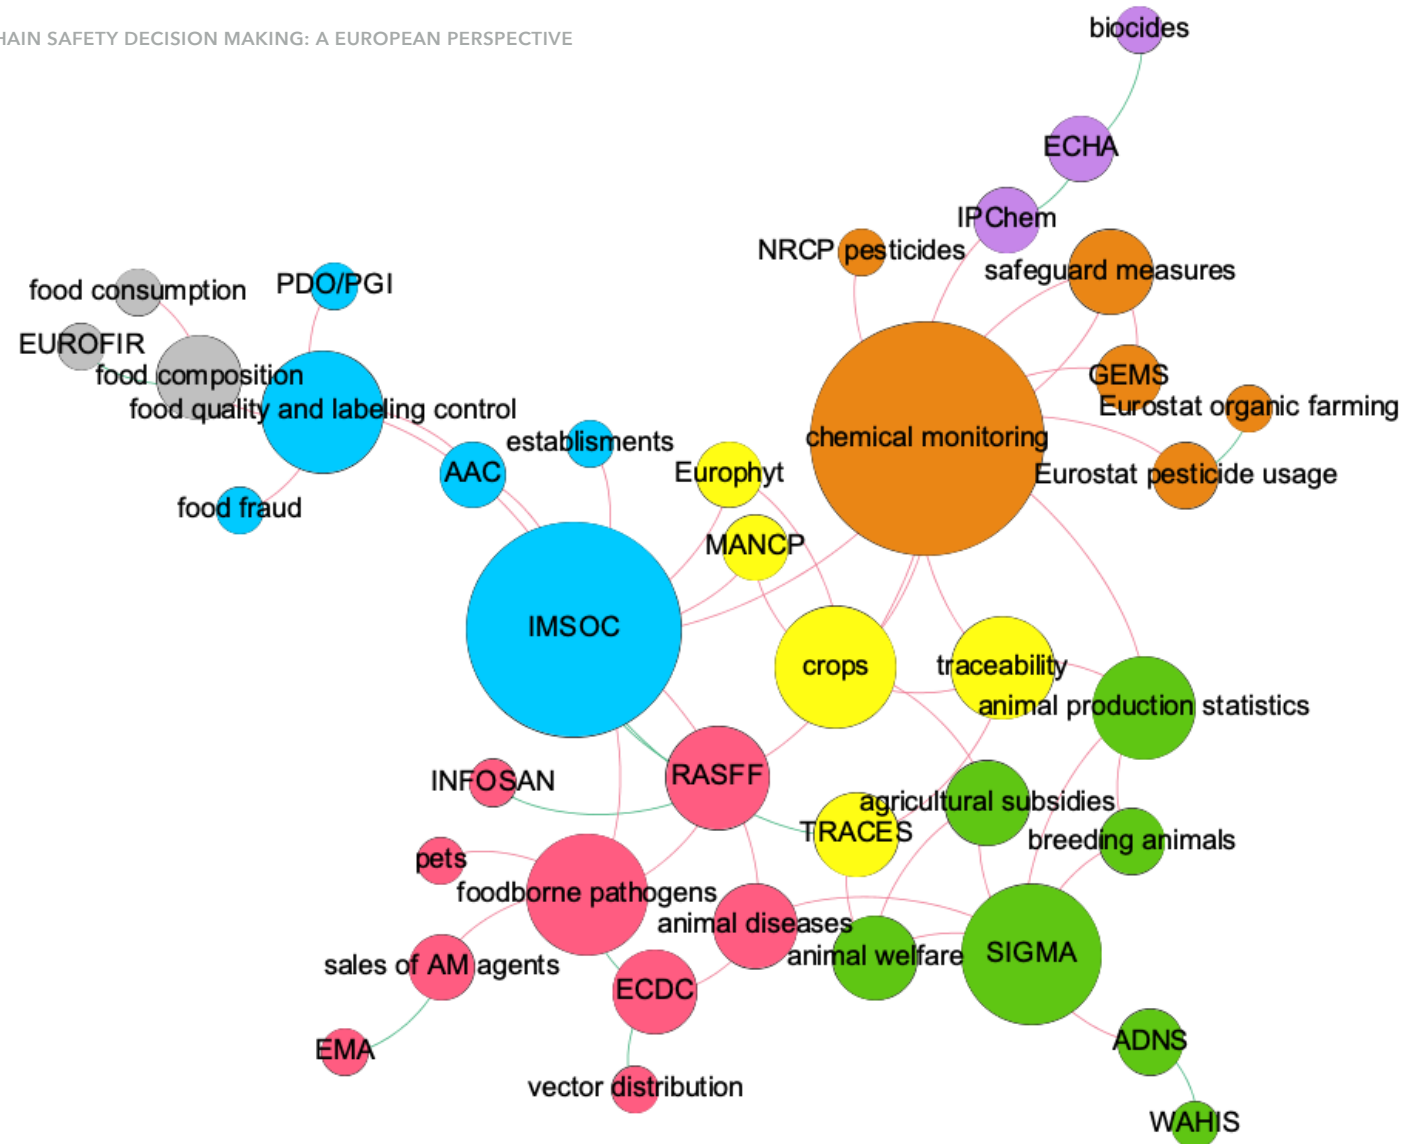 HAIN SAFETY DECISION MAKING: A EUROPEAN PERSPECTIVE
biocides
ECHA
IPChem
NRCP pesticides
safeguard measures
food consumption
PDO/PGI
EUROFIR
food composition
GEMS
food quality and labeling control
Eurostat organic farming
chemical monitoring
establisments
AAC
Europhyt
Eurostat pesticide usage
food fraud
MANCP
IMSOC
crops
traceability
animal production statistics
RASFF
INFOSAN
agricultural subsidies
TRACES
breeding animals
pets
foodborne pathogens
animal diseases
animal welfare
SIGMA
sales of AM agents
ECDC
EMA
ADNS
vector distribution
WAHIS